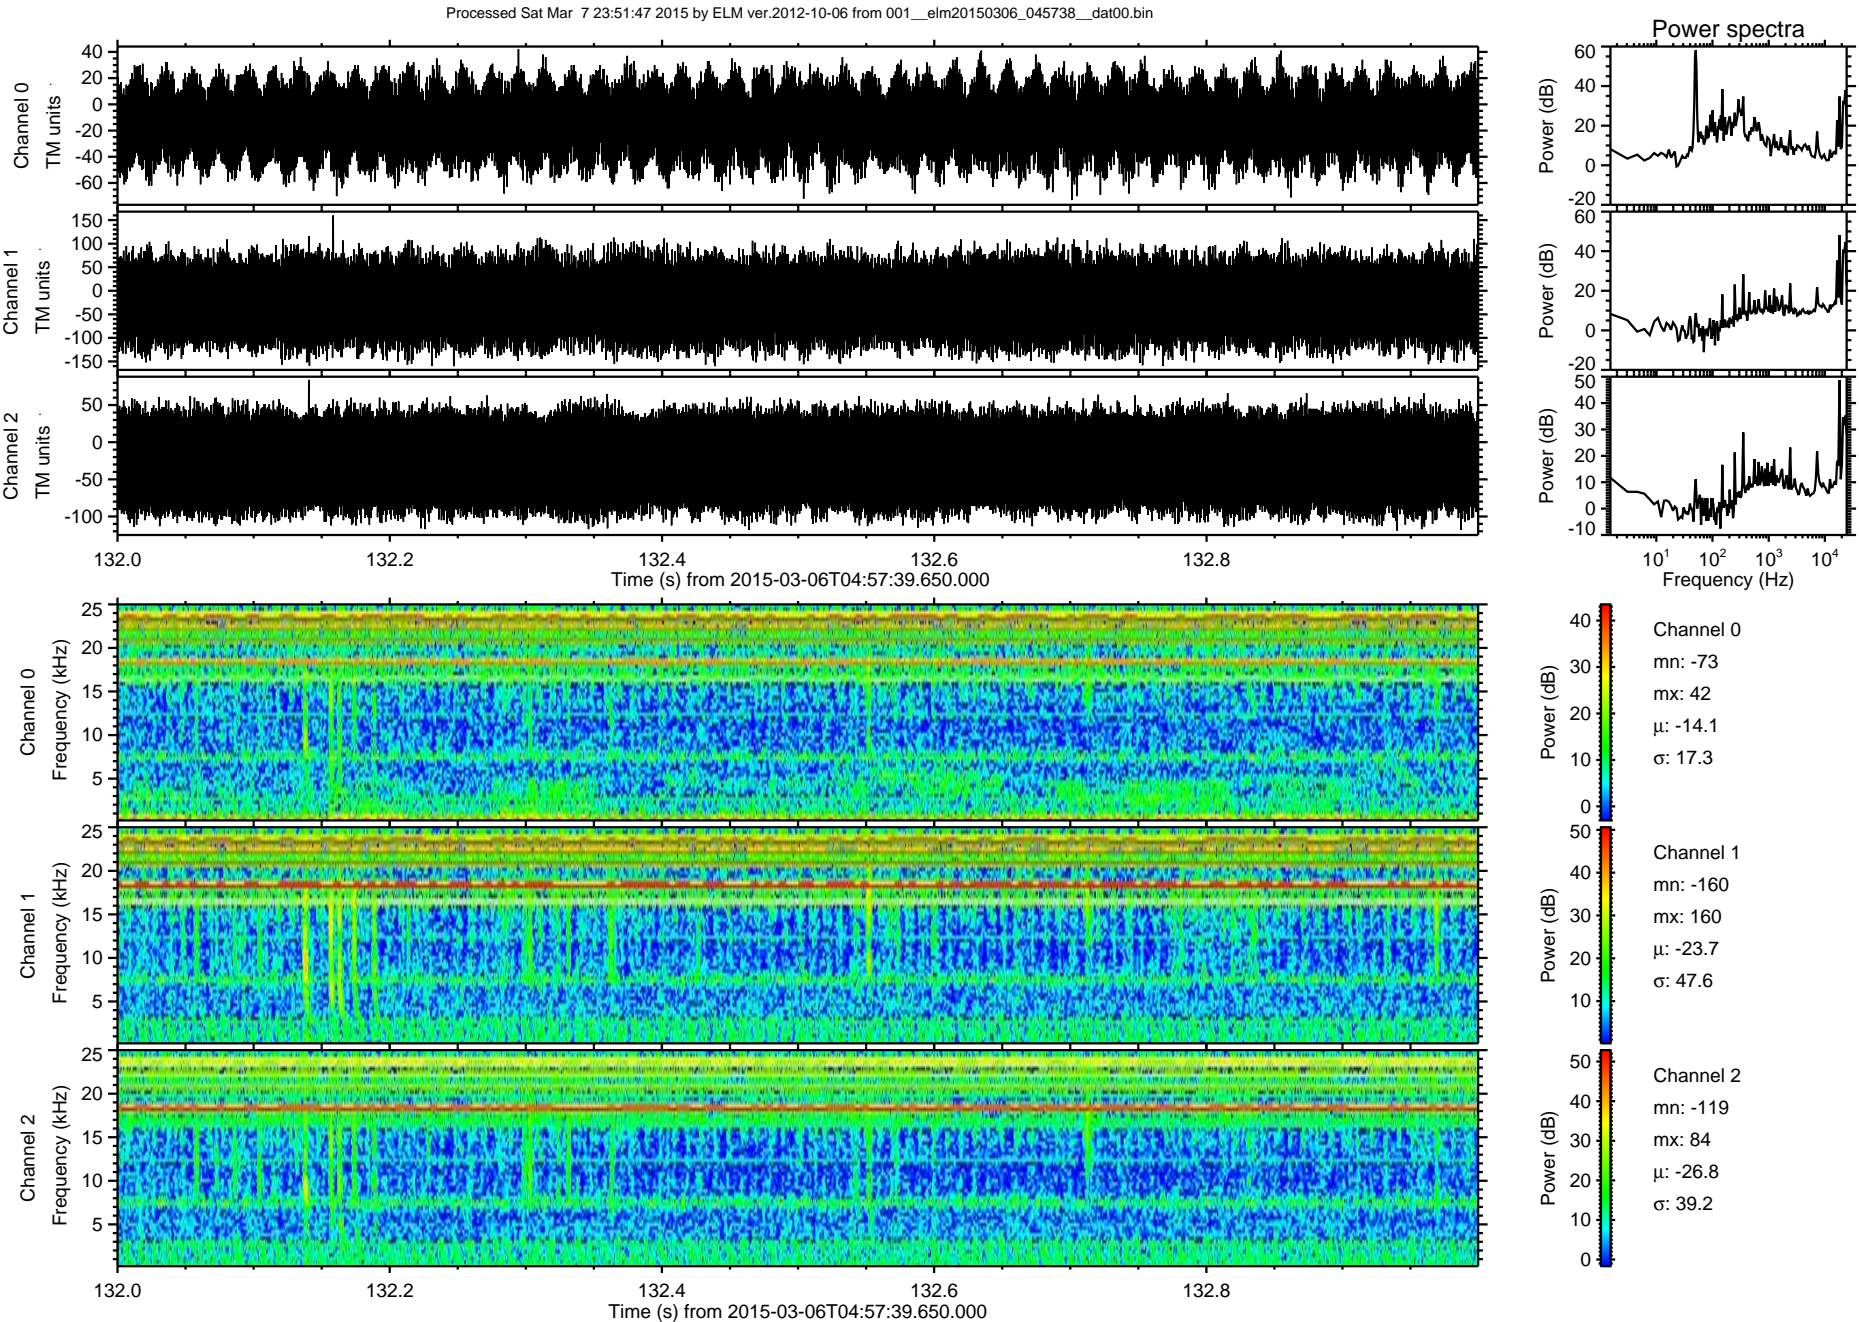 Processed Sat Mar 7 23:51:47 2015 by ELM ver.2012-10-06 from 001__elm20150306_045738__dat00.bin
Power spectra
Channel 0
TM units
40
20
0
-20
-40
-60
Power (dB)
60
40
20
0
-20
Channel 1
TM units
150
100
50
0
-50
-100
-150
Power (dB)
60
40
20
0
-20
Channel 2
TM units
50
0
-50
-100
Power (dB)
50
40
30
20
10
0
-10
132.0 132.2 132.4 132.6 132.8
Time (s) from 2015-03-06T04:57:39.650.000
10¹ 10² 10³ 10⁴
Frequency (Hz)
Channel 0
Frequency (kHz)
25
20
15
10
5
Power (dB)
40
30
20
10
0
Channel 0
mn: -73
mx: 42
μ: -14.1
σ: 17.3
Channel 1
Frequency (kHz)
25
20
15
10
5
Power (dB)
50
40
30
20
10
Channel 1
mn: -160
mx: 160
μ: -23.7
σ: 47.6
Channel 2
Frequency (kHz)
25
20
15
10
5
Power (dB)
50
40
30
20
10
0
Channel 2
mn: -119
mx: 84
μ: -26.8
σ: 39.2
132.0 132.2 132.4 132.6 132.8
Time (s) from 2015-03-06T04:57:39.650.000